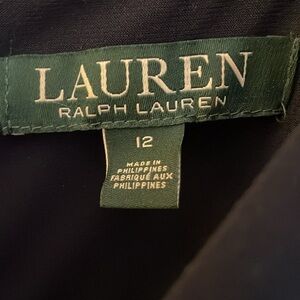 LAUREN
RALPH LAUREN
12
MADE IN
PHILIPPINES
FABRIQUÉ AUX
PHILIPPINES